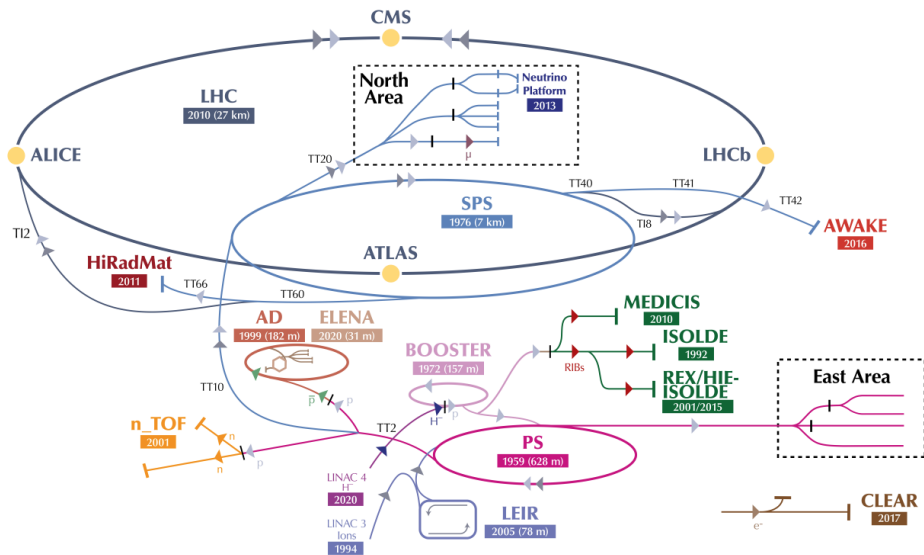 CMS
North
Area
Neutrino
Platform
2013
LHC
2010 (27 km)
ALICE
LHCb
TT20
μ
TT40
TT41
TT42
SPS
1976 (7 km)
TI8
AWAKE
2016
TI2
ATLAS
HiRadMat
2011
TT66
TT60
MEDICIS
2010
AD
1999 (182 m)
ELENA
2020 (31 m)
BOOSTER
1972 (157 m)
ISOLDE
1992
RIBs
REX/HIE-
ISOLDE
2001/2015
East Area
TT10
p̅
p
H⁻
p
TT2
n_TOF
2001
n
n
p
PS
1959 (628 m)
LINAC 4
H⁻
2020
LINAC 3
Ions
1994
LEIR
2005 (78 m)
e⁻
CLEAR
2017